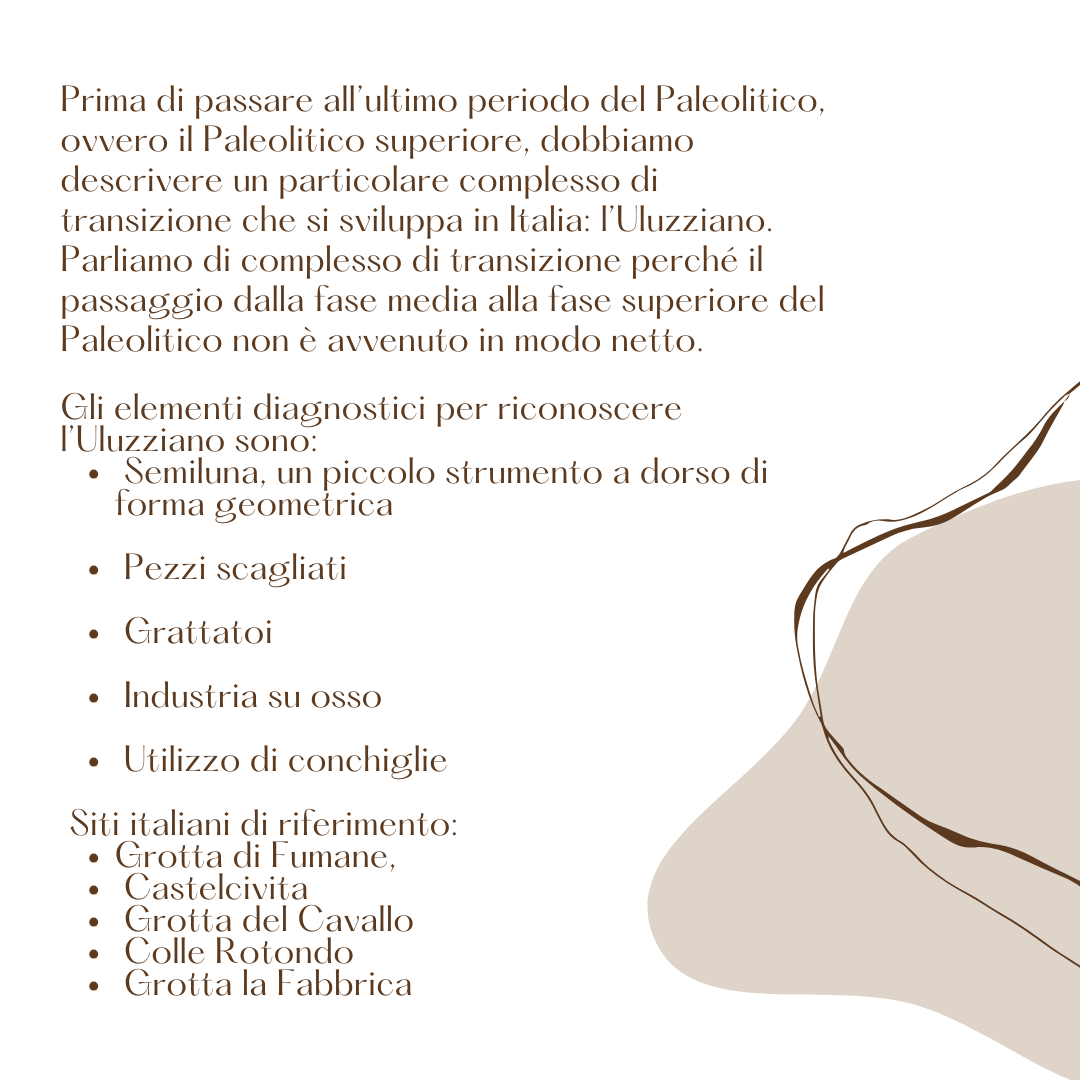 Prima di passare all'ultimo periodo del Paleolitico,
ovvero il Paleolitico superiore, dobbiamo
descrivere un particolare complesso di
transizione che si sviluppa in Italia: l'Uluzziano.
Parliamo di complesso di transizione perché il
passaggio dalla fase media alla fase superiore del
Paleolitico non è avvenuto in modo netto.
Gli elementi diagnostici per riconoscere
l'Uluzziano sono:
• Semiluna, un piccolo strumento a dorso di
forma geometrica
• Pezzi scagliati
• Grattatoi
• Industria su osso
• Utilizzo di conchiglie
Siti italiani di riferimento:
• Grotta di Fumane,
• Castelcivita
• Grotta del Cavallo
• Colle Rotondo
• Grotta la Fabbrica